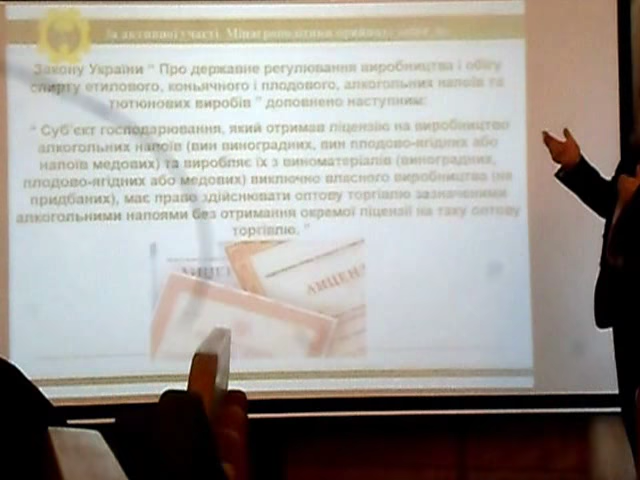 За активної участі Мінагрополітики
Закону України " Про державне регулювання виробництва і обігу
спирту етилового, коньячного і плодового, алкогольних напоїв та
тютюнових виробів " доповнено наступним:
" Суб'єкт господарювання, який отримав ліцензію на виробництво
алкогольних напоїв (вин виноградних, вин плодово-ягідних або
напоїв медових) та виробляє їх з виноматеріалів (виноградних,
плодово-ягідних або медових) виключно власного виробництва (не
придбаних), має право здійснювати оптову торгівлю зазначеними
алкогольними напоями без отримання окремої ліцензії на таку оптову
торгівлю. "